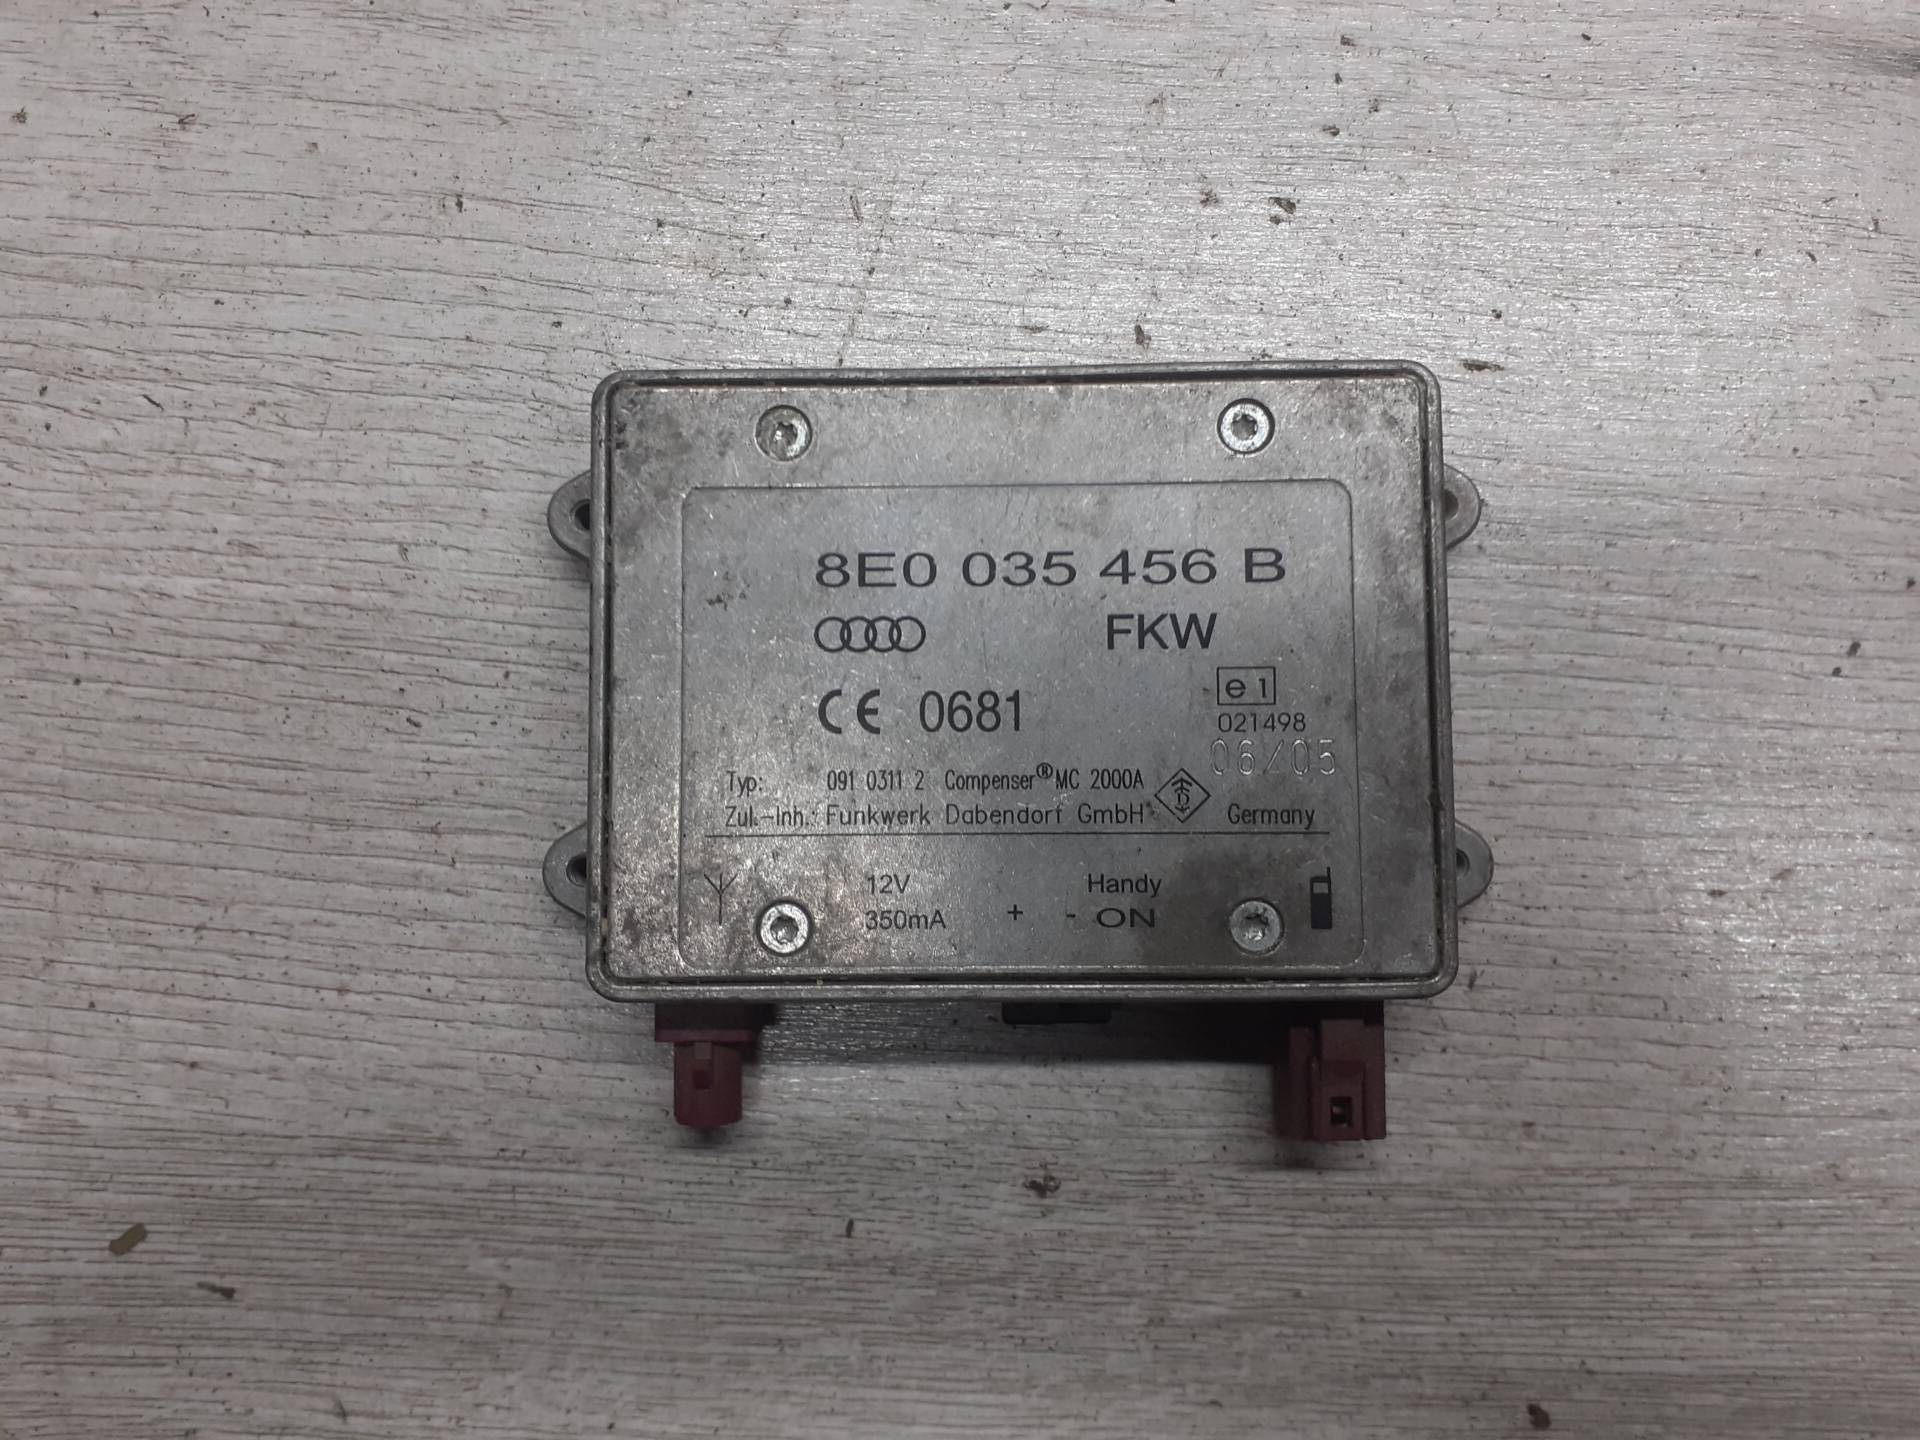 8E0 035 456 B
FKW
CE 0681
e1
021498
06/05
Typ: 091 0311 2 Compenser® MC 2000A
Zul.-Inh.: Funkwerk Dabendorf GmbH Germany
12V Handy
350mA + - ON